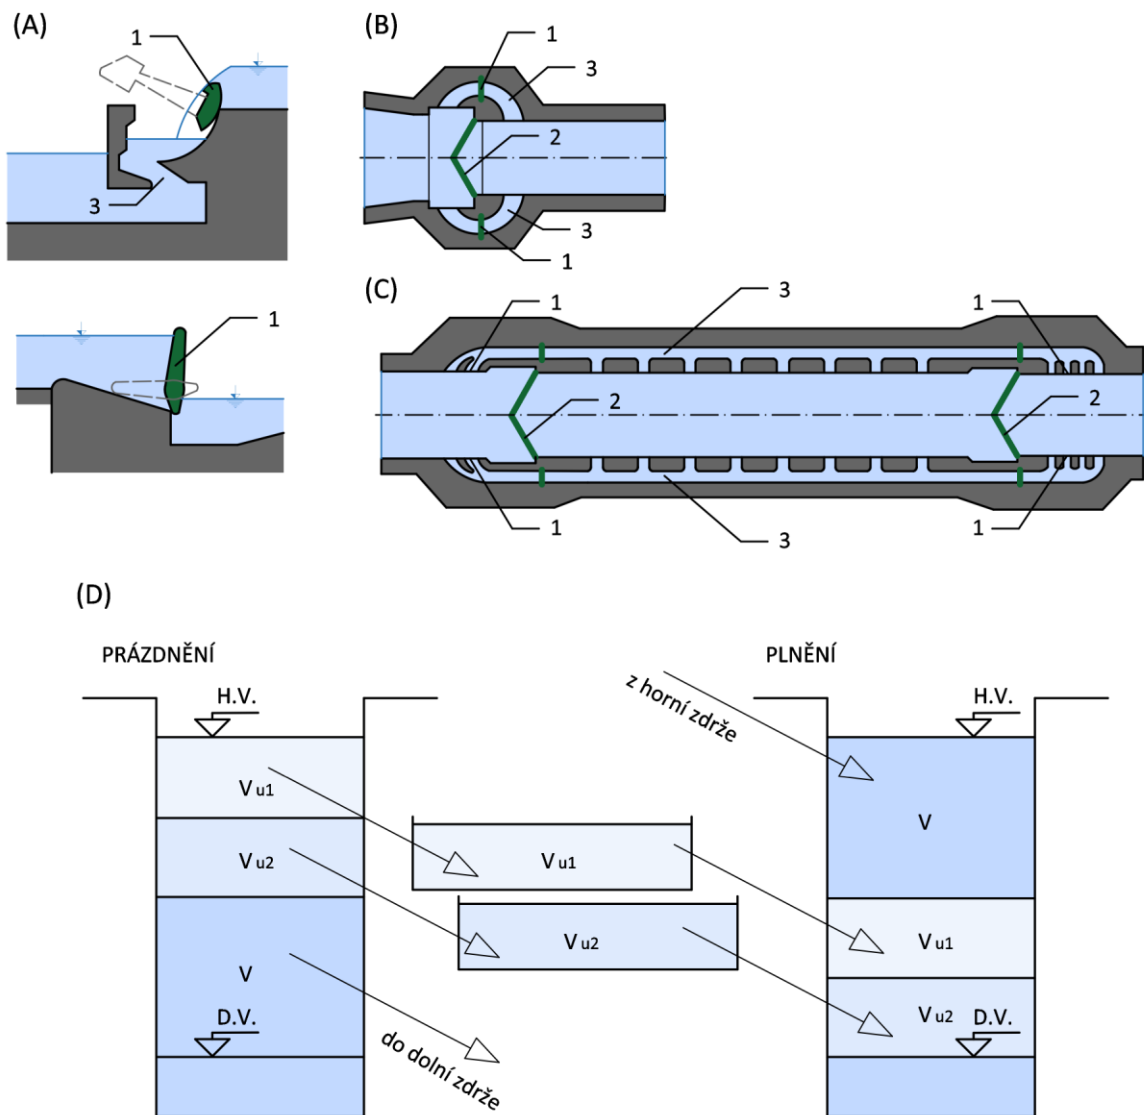 (A)
1
3
1
(B)
1
3
2
3
1
(C)
3
1
1
2
2
1
1
3
(D)
PRÁZDNĚNÍ
PLNĚNÍ
H.V.
z horní zdrže
H.V.
V u1
V
V u2
V u1
V u2
V u1
V
V u2
D.V.
D.V.
do dolní zdrže